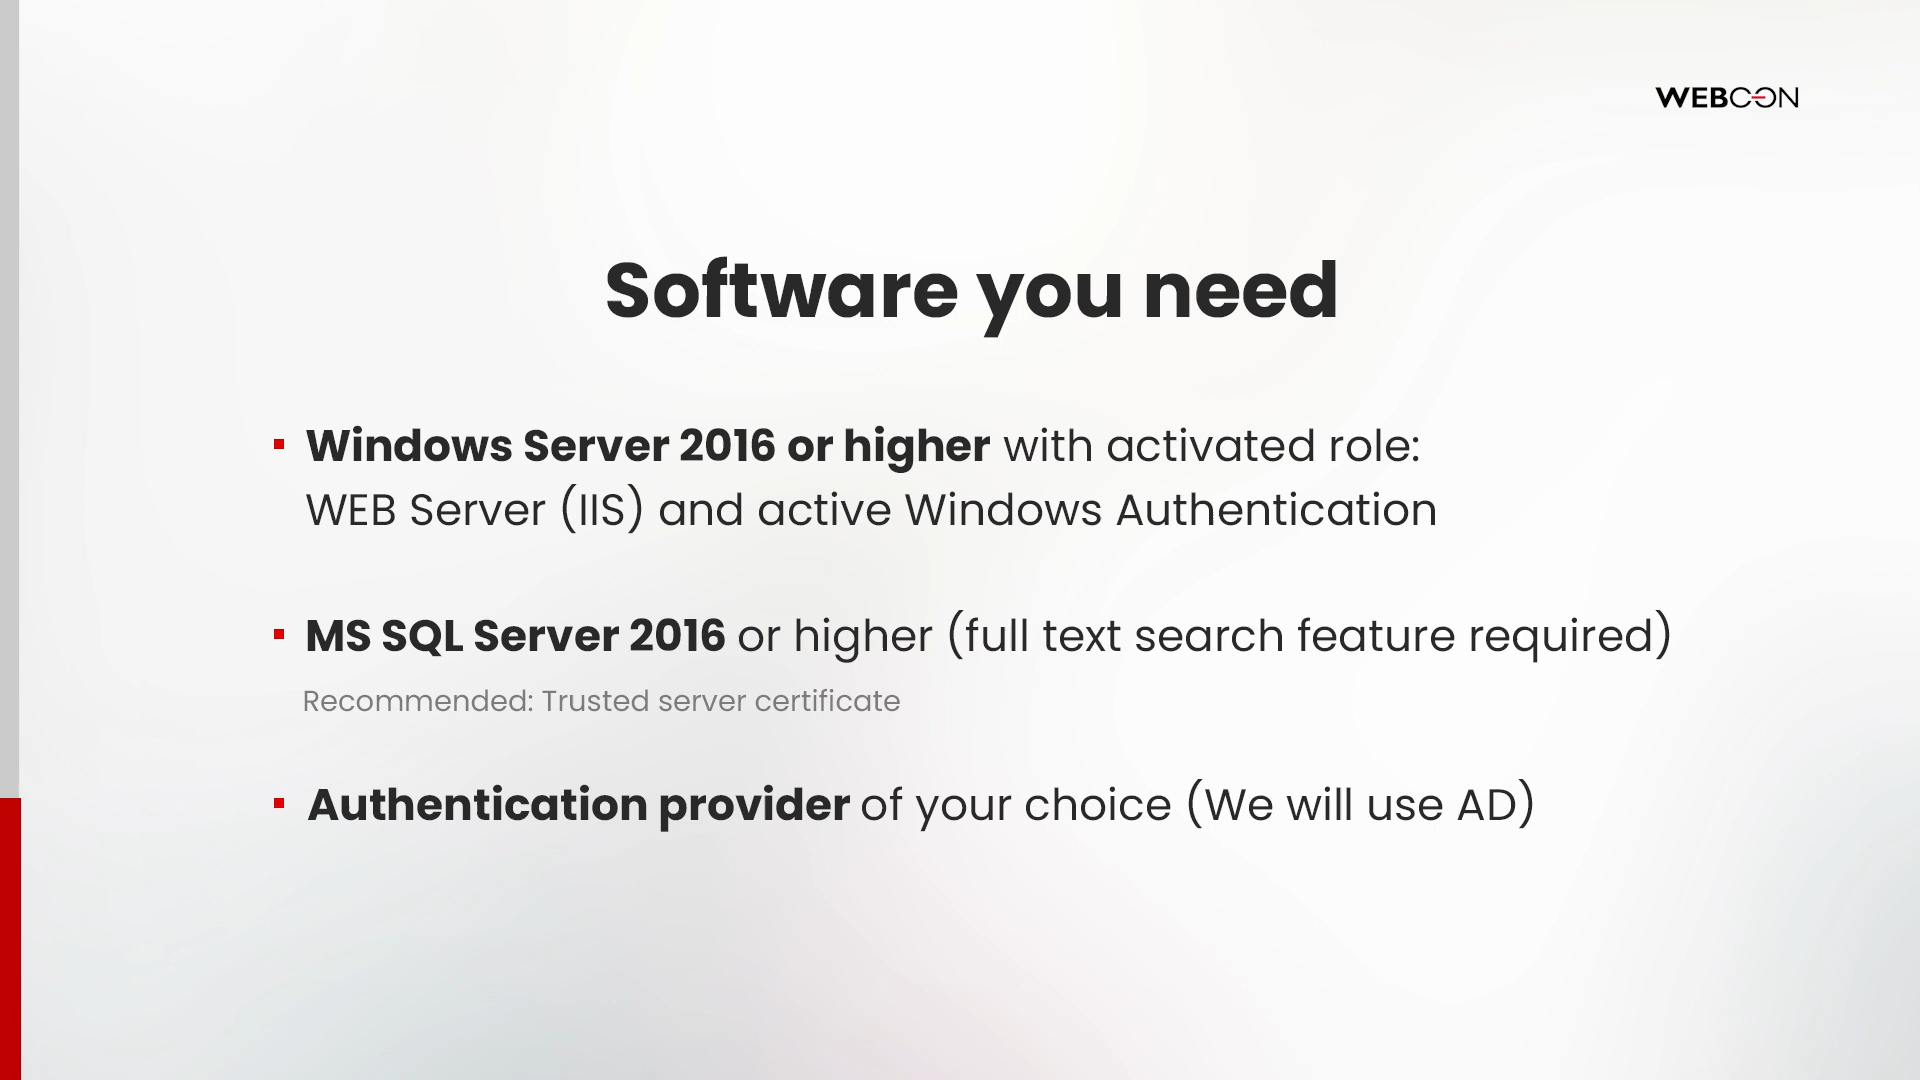 WEBCON
Software you need
Windows Server 2016 or higher with activated role:
WEB Server (IIS) and active Windows Authentication
MS SQL Server 2016 or higher (full text search feature required)
Recommended: Trusted server certificate
Authentication provider of your choice (We will use AD)